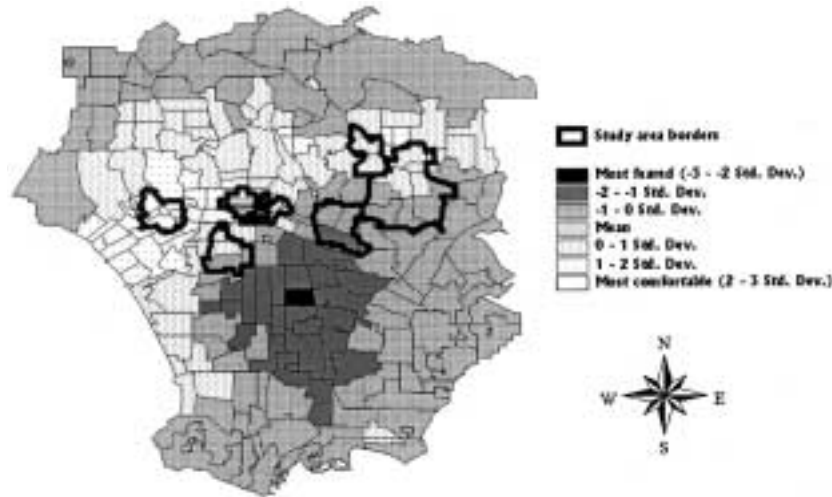 Study area borders
Most feared (-3 - -2 Std. Dev.)
-2 - -1 Std. Dev.
-1 - 0 Std. Dev.
Mean
0 - 1 Std. Dev.
1 - 2 Std. Dev.
Most comfortable (2 - 3 Std. Dev.)
N
W E
S